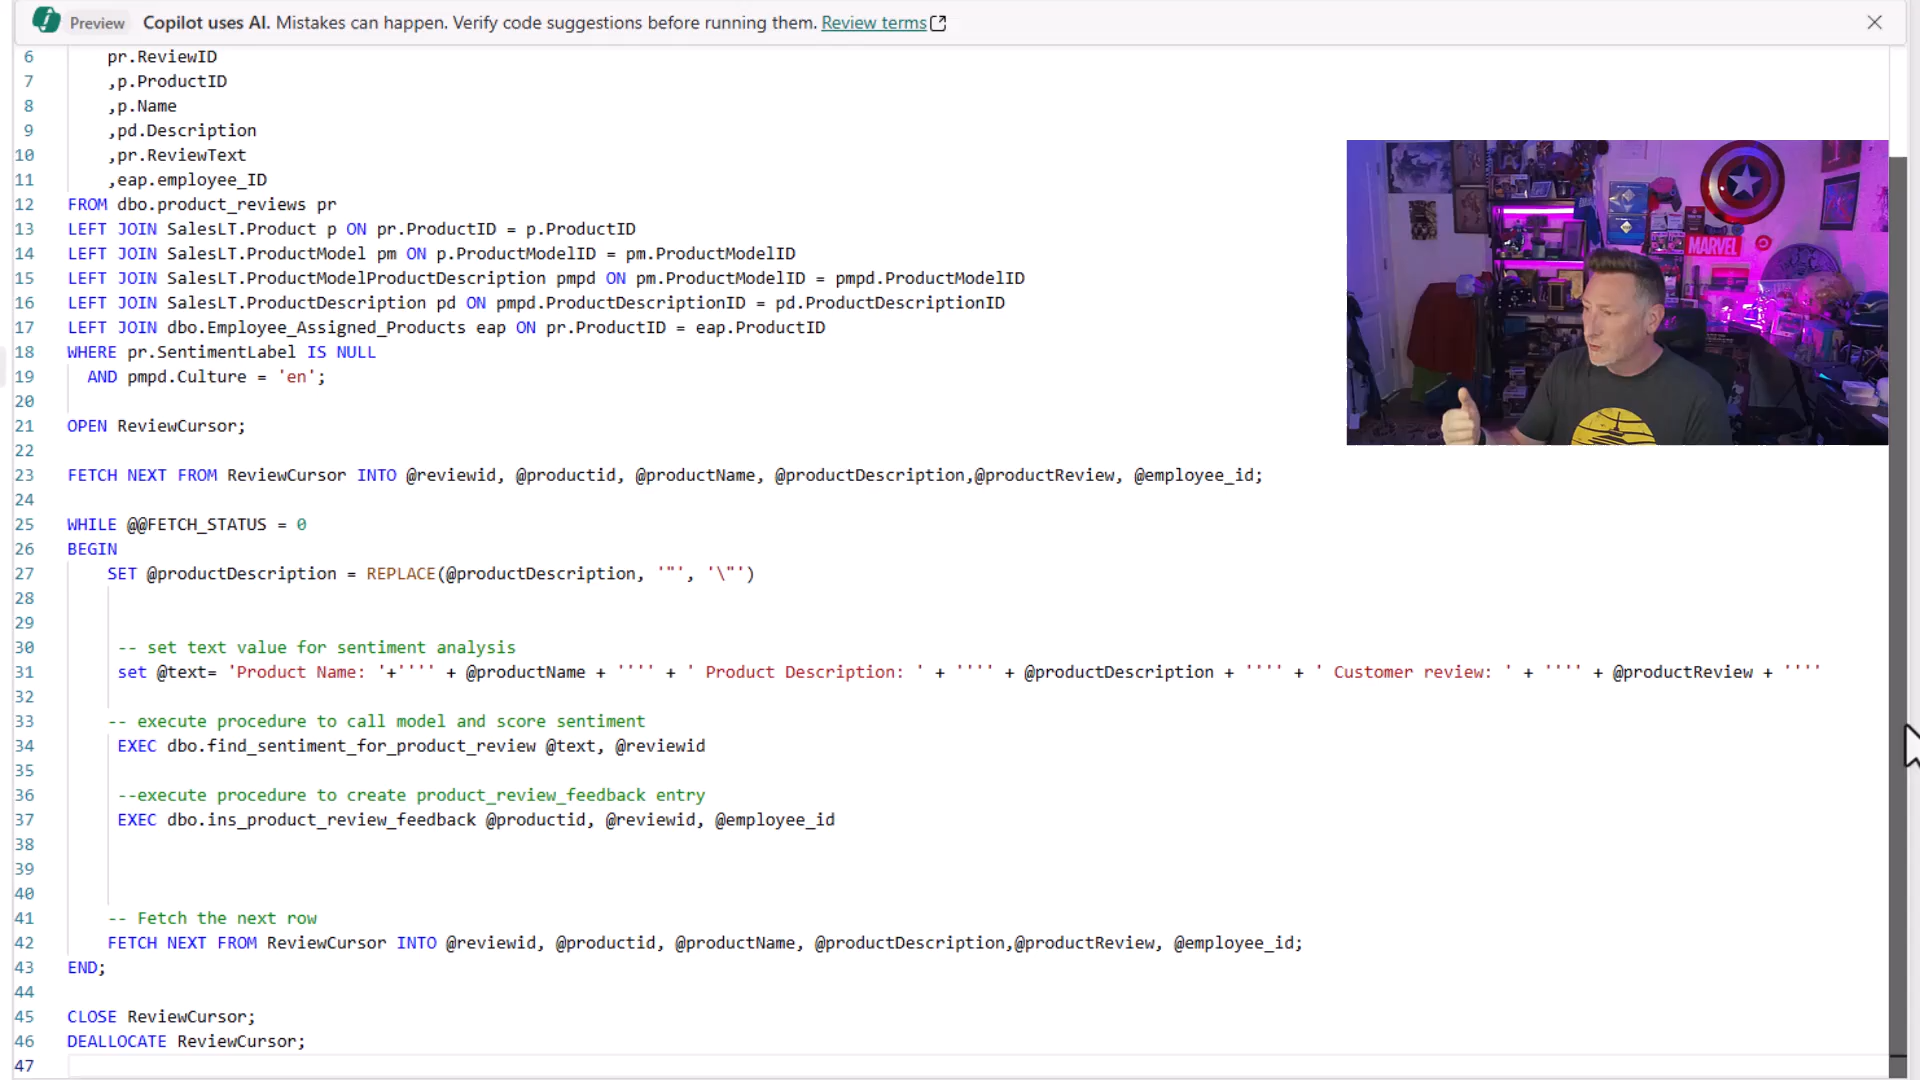 Preview Copilot uses AI. Mistakes can happen. Verify code suggestions before running them. Review terms
6 pr.ReviewID
7 ,p.ProductID
8 ,p.Name
9 ,pd.Description
10 ,pr.ReviewText
11 ,eap.employee_ID
12 FROM dbo.product_reviews pr
13 LEFT JOIN SalesLT.Product p ON pr.ProductID = p.ProductID
14 LEFT JOIN SalesLT.ProductModel pm ON p.ProductModelID = pm.ProductModelID
15 LEFT JOIN SalesLT.ProductModelProductDescription pmpd ON pm.ProductModelID = pmpd.ProductModelID
16 LEFT JOIN SalesLT.ProductDescription pd ON pmpd.ProductDescriptionID = pd.ProductDescriptionID
17 LEFT JOIN dbo.Employee_Assigned_Products eap ON pr.ProductID = eap.ProductID
18 WHERE pr.SentimentLabel IS NULL
19 AND pmpd.Culture = 'en';
20
21 OPEN ReviewCursor;
22
23 FETCH NEXT FROM ReviewCursor INTO @reviewid, @productid, @productName, @productDescription,@productReview, @employee_id;
24
25 WHILE @@FETCH_STATUS = 0
26 BEGIN
27 SET @productDescription = REPLACE(@productDescription, '"', '\"')
28
29
30 -- set text value for sentiment analysis
31 set @text= 'Product Name: '+'''' + @productName + '''' + ' Product Description: ' + '''' + @productDescription + '''' + ' Customer review: ' + '''' + @productReview + ''''
32
33 -- execute procedure to call model and score sentiment
34 EXEC dbo.find_sentiment_for_product_review @text, @reviewid
35
36 --execute procedure to create product_review_feedback entry
37 EXEC dbo.ins_product_review_feedback @productid, @reviewid, @employee_id
38
39
40
41 -- Fetch the next row
42 FETCH NEXT FROM ReviewCursor INTO @reviewid, @productid, @productName, @productDescription,@productReview, @employee_id;
43 END;
44
45 CLOSE ReviewCursor;
46 DEALLOCATE ReviewCursor;
47
MARVEL